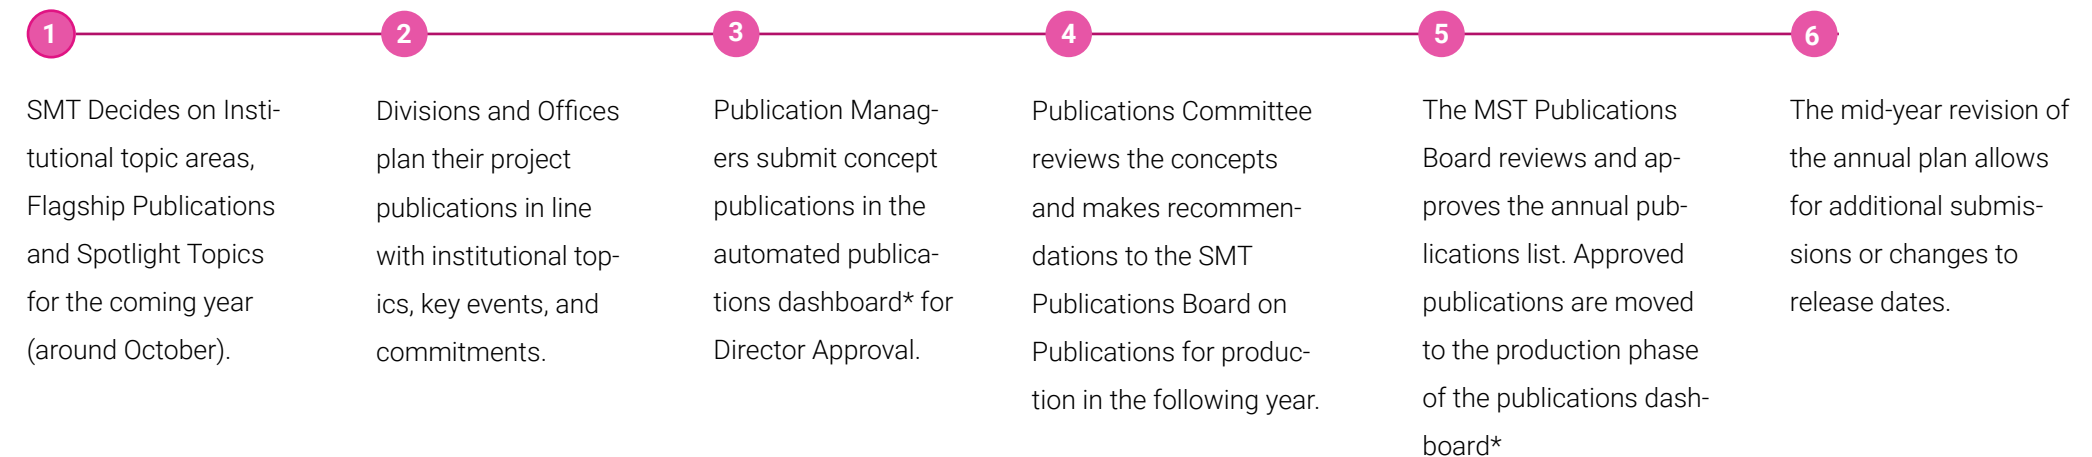 1
SMT Decides on Insti-
tutional topic areas,
Flagship Publications
and Spotlight Topics
for the coming year
(around October).
2
Divisions and Offices
plan their project
publications in line
with institutional top-
ics, key events, and
commitments.
3
Publication Manag-
ers submit concept
publications in the
automated publica-
tions dashboard* for
Director Approval.
4
Publications Committee
reviews the concepts
and makes recommen-
dations to the SMT
Publications Board on
Publications for produc-
tion in the following year.
5
The MST Publications
Board reviews and ap-
proves the annual pub-
lications list. Approved
publications are moved
to the production phase
of the publications dash-
board*
6
The mid-year revision of
the annual plan allows
for additional submis-
sions or changes to
release dates.